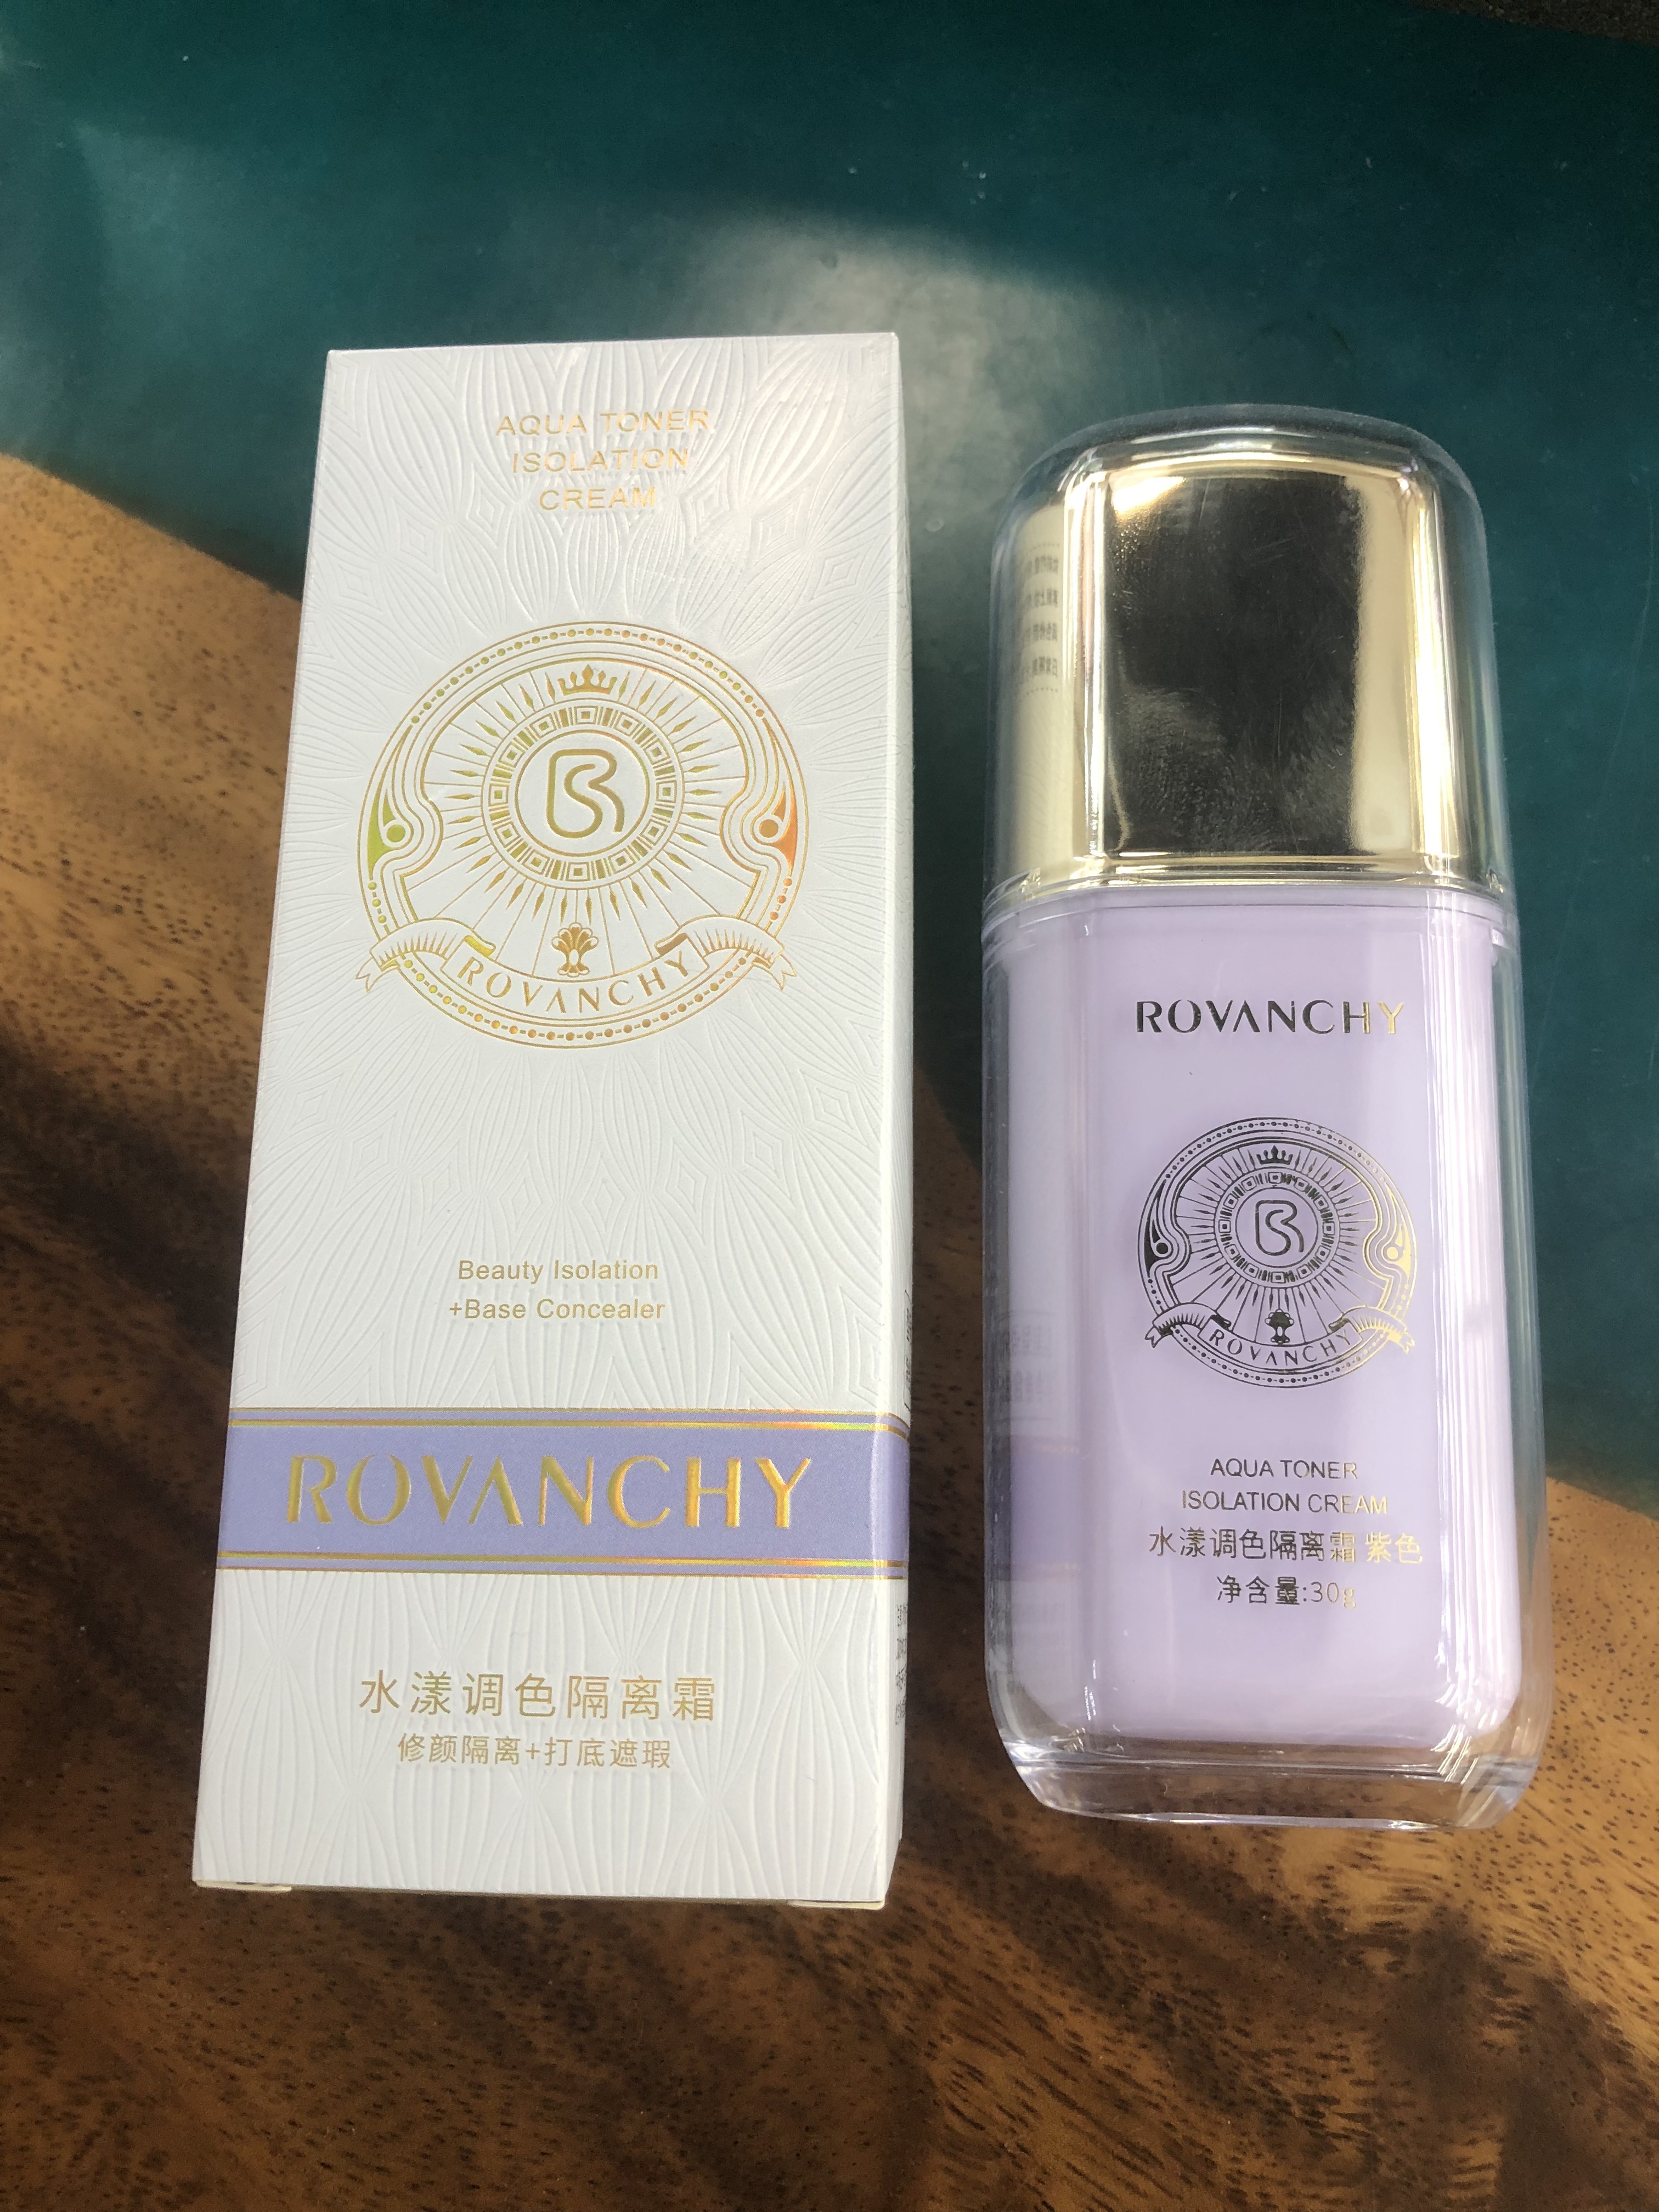 AQUA TONER
ISOLATION
CREAM
ROVANCHY
Beauty Isolation
+Base Concealer
ROVANCHY
水漾调色隔离霜
修颜隔离+打底遮瑕
ROVANCHY
ROVANCHY
AQUA TONER
ISOLATION CREAM
水漾调色隔离霜 紫色
净含量:30g